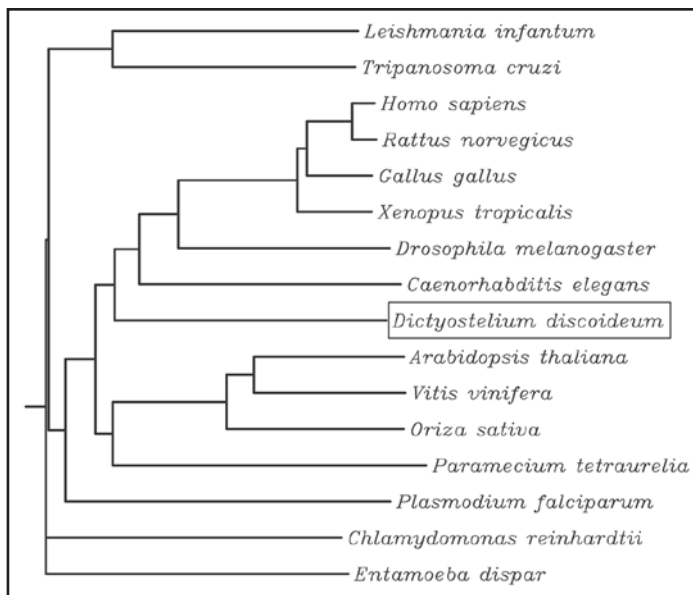 Leishmania infantum
Tripanosoma cruzi
Homo sapiens
Rattus norvegicus
Gallus gallus
Xenopus tropicalis
Drosophila melanogaster
Caenorhabditis elegans
Dictyostelium discoideum
Arabidopsis thaliana
Vitis vinifera
Oriza sativa
Paramecium tetraurelia
Plasmodium falciparum
Chlamydomonas reinhardtii
Entamoeba dispar